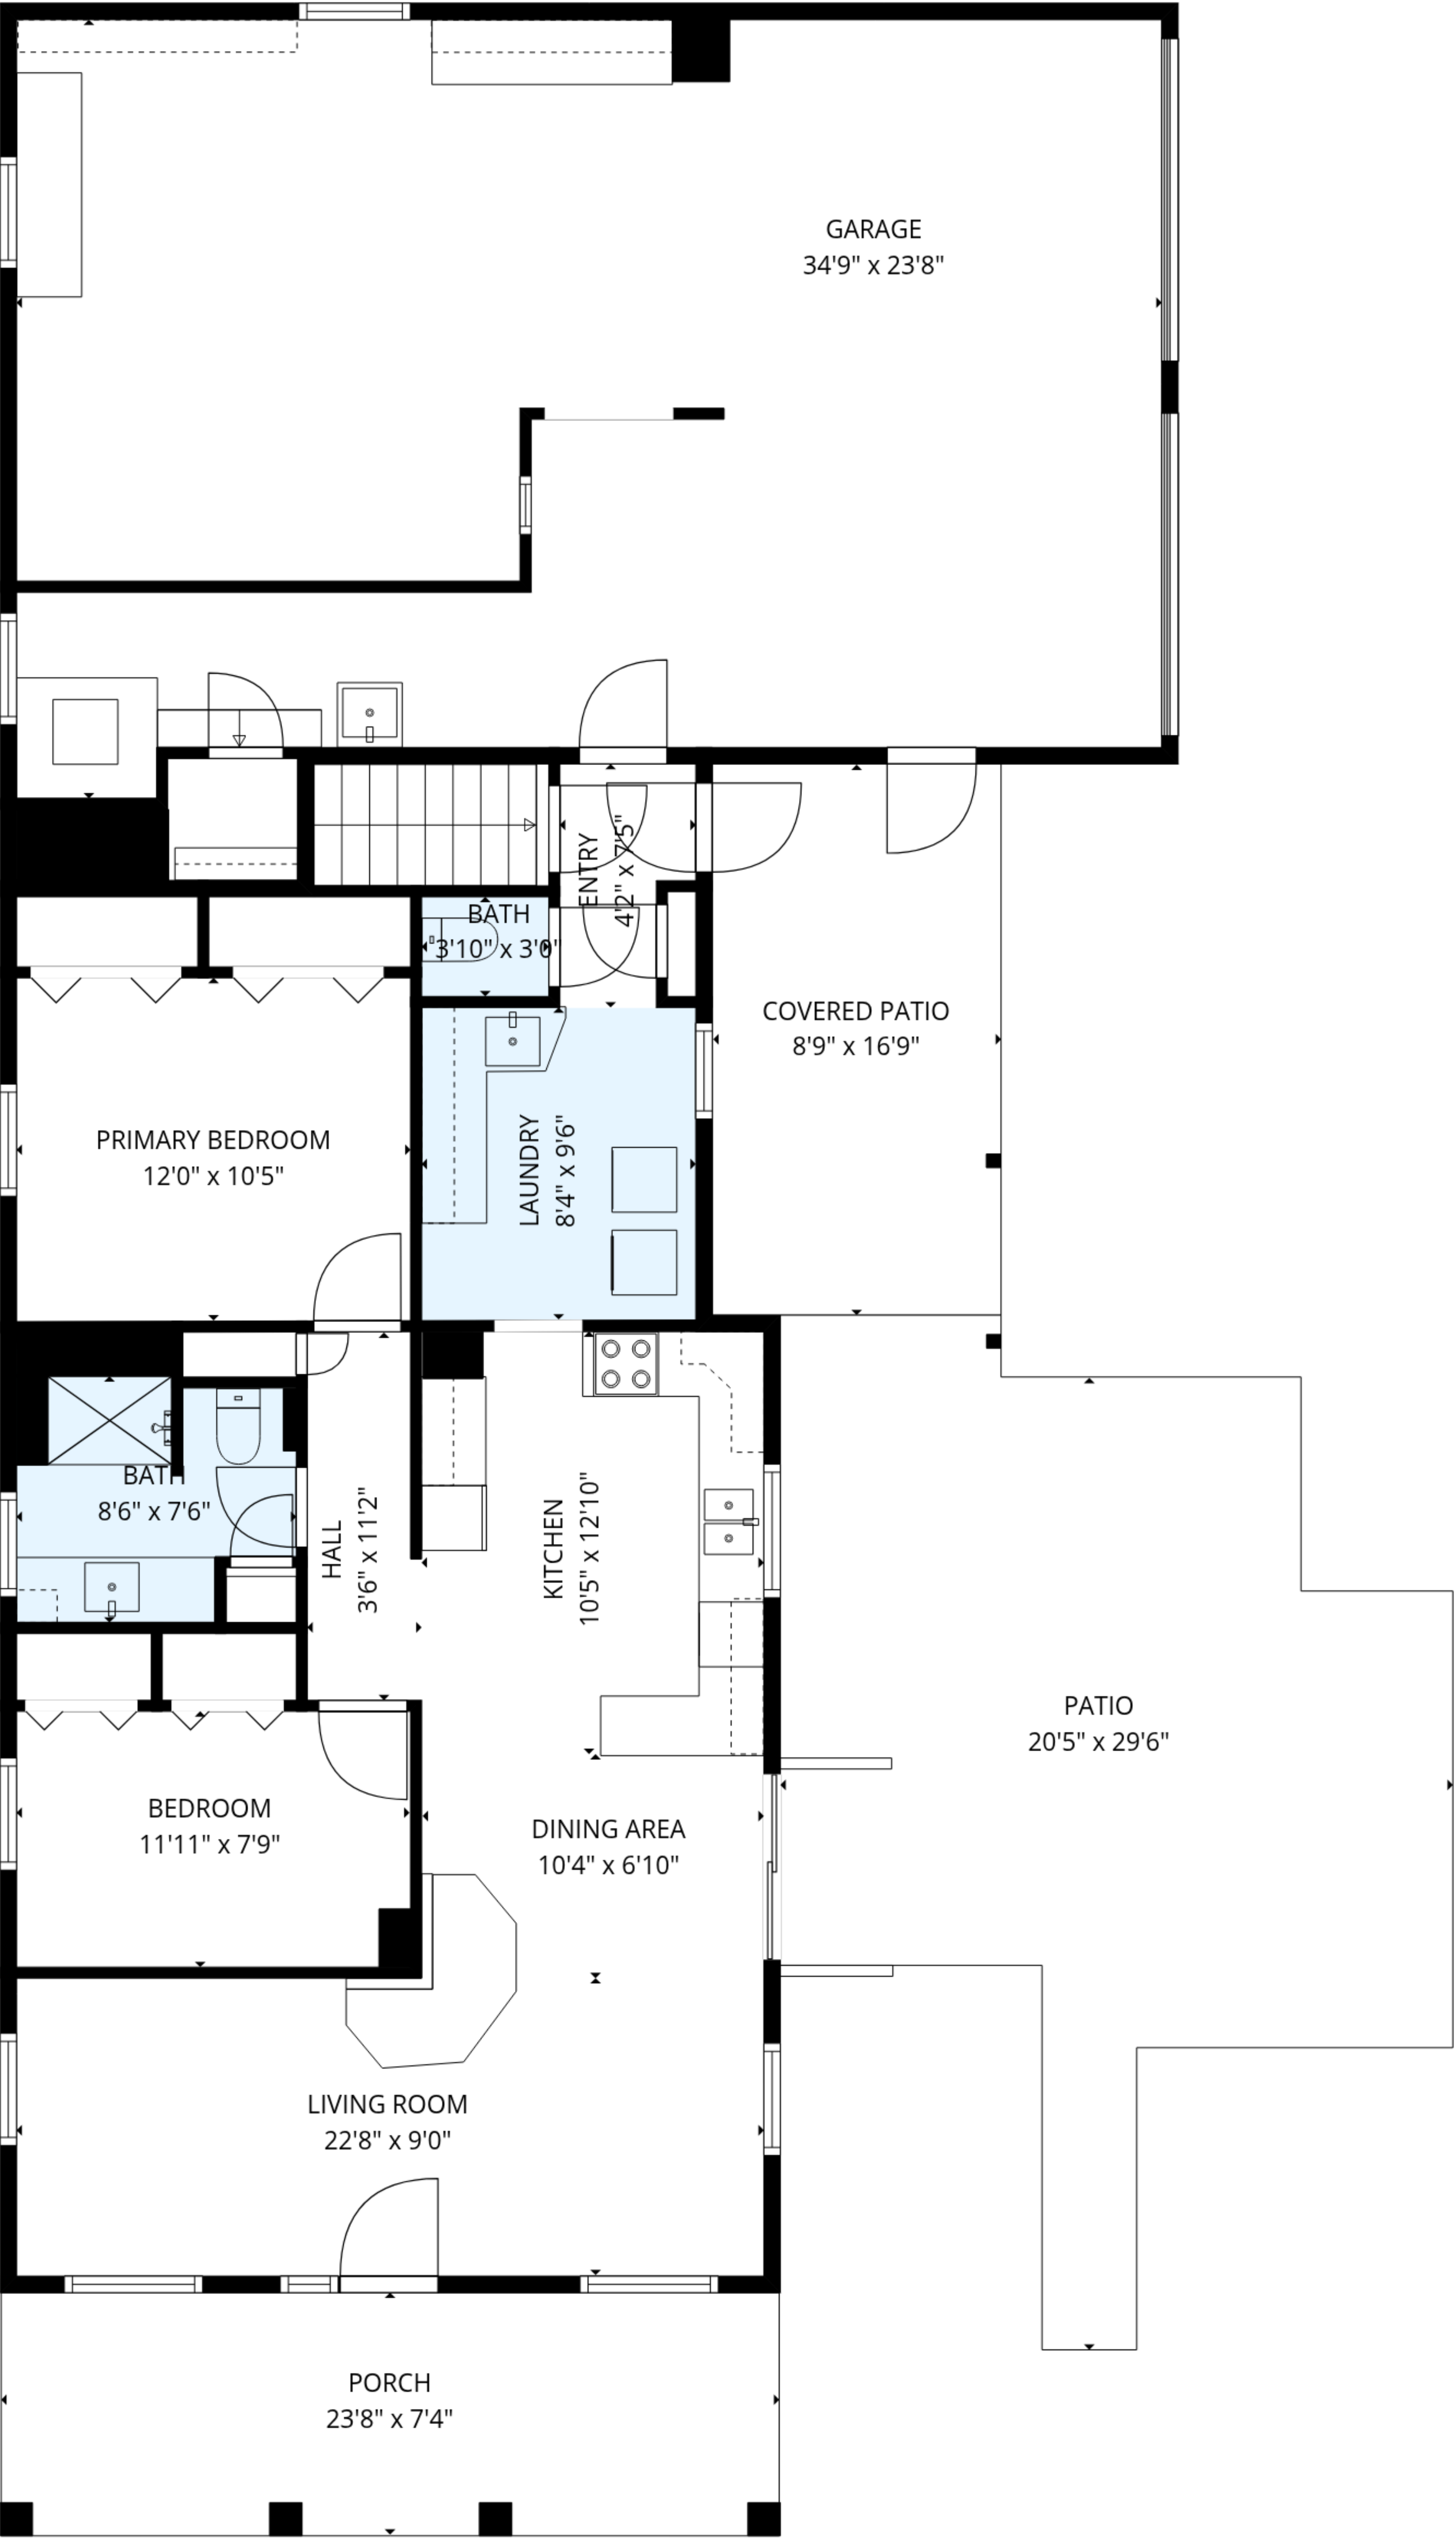 GARAGE
34'9" x 23'8"
ENTRY
4'2" x 7'5"
BATH
3'10" x 3'0"
COVERED PATIO
8'9" x 16'9"
PRIMARY BEDROOM
12'0" x 10'5"
LAUNDRY
8'4" x 9'6"
BATH
8'6" x 7'6"
HALL
3'6" x 11'2"
KITCHEN
10'5" x 12'10"
PATIO
20'5" x 29'6"
BEDROOM
11'11" x 7'9"
DINING AREA
10'4" x 6'10"
LIVING ROOM
22'8" x 9'0"
PORCH
23'8" x 7'4"